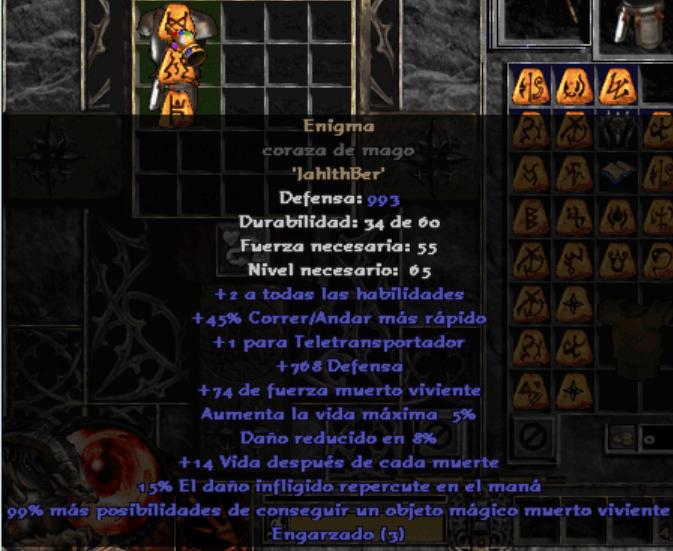 Enigma
coraza de mago
'JahIthBer'
Defensa: 993
Durabilidad: 34 de 60
Fuerza necesaria: 55
Nivel necesario: 65
+2 a todas las habilidades
+45% Correr/Andar más rápido
+1 para Teletransportador
+768 Defensa
+74 de fuerza muerto viviente
Aumenta la vida máxima 5%
Daño reducido en 8%
+14 Vida después de cada muerte
15% El daño infligido repercute en el maná
99% más posibilidades de conseguir un objeto mágico muerto viviente
Engarzado (3)